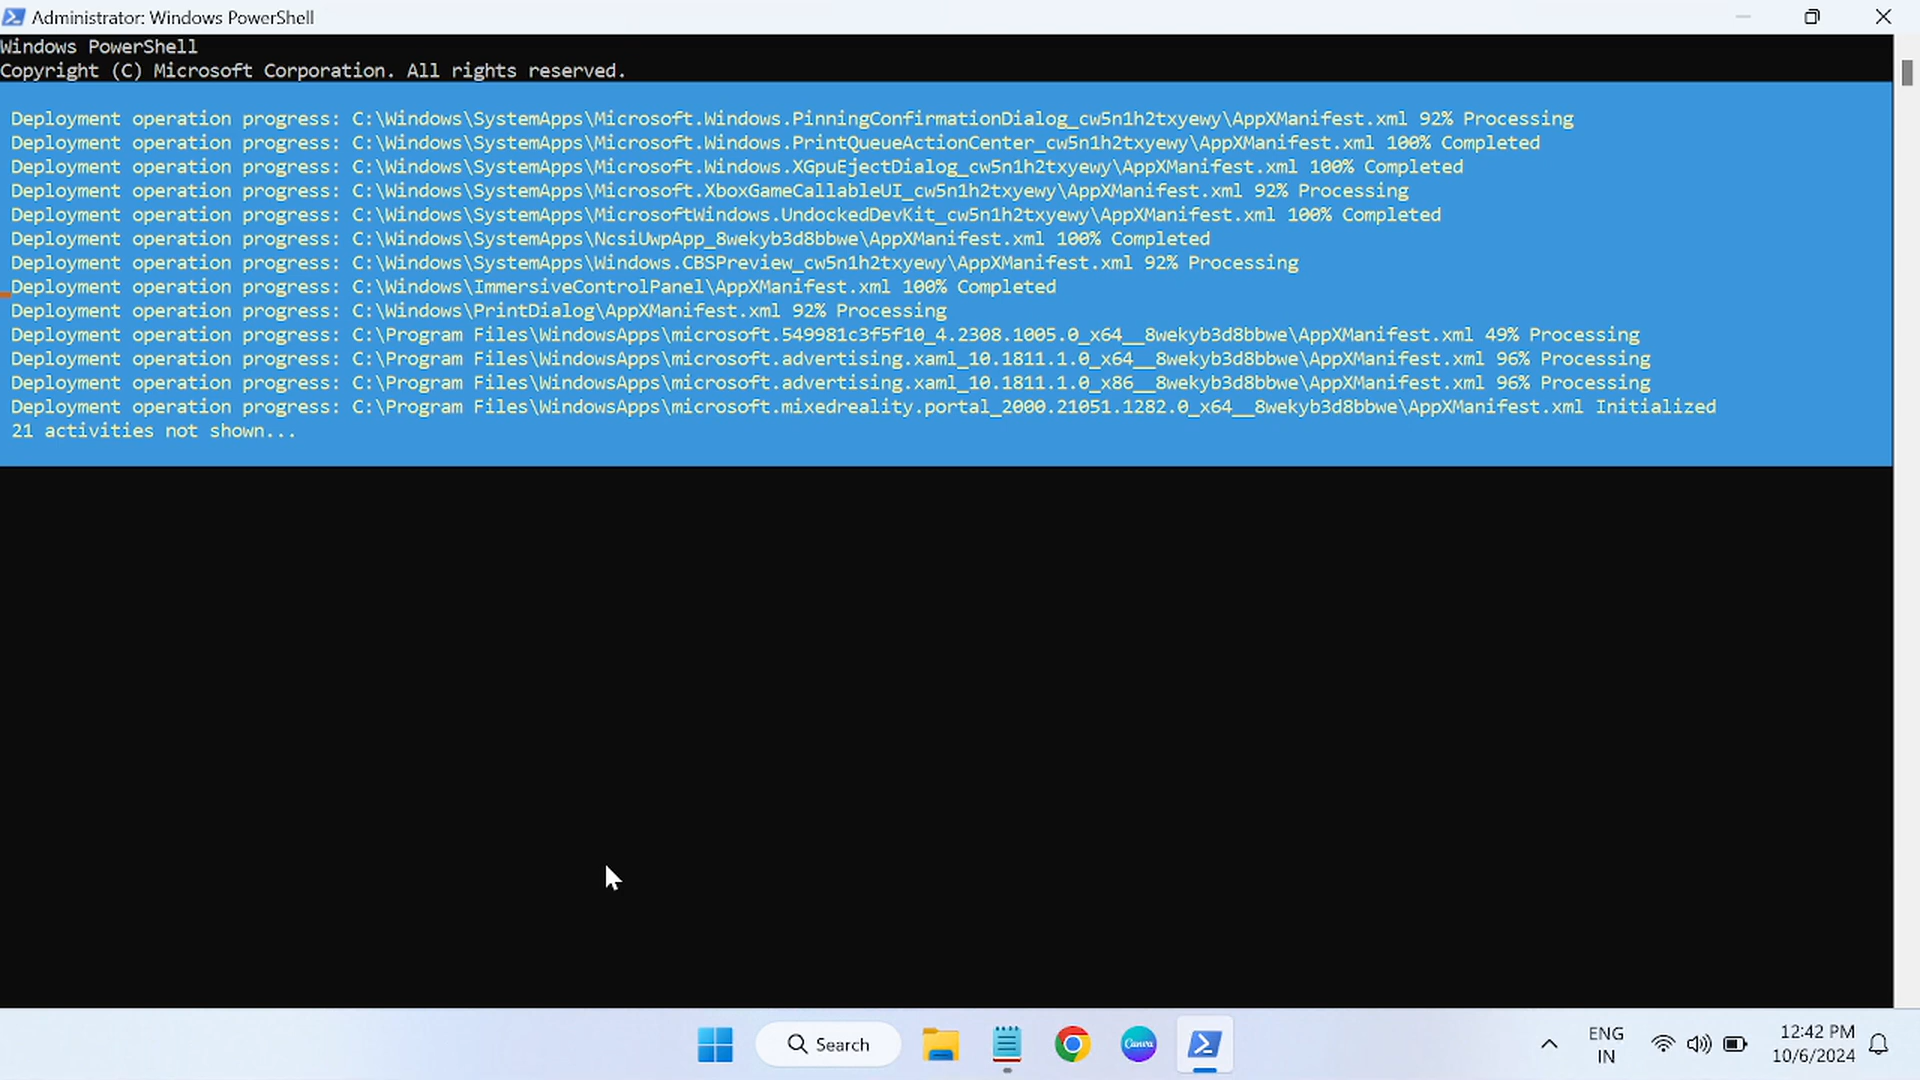 Administrator: Windows PowerShell
Windows PowerShell
Copyright (C) Microsoft Corporation. All rights reserved.
Deployment operation progress: C:\Windows\SystemApps\Microsoft.Windows.PinningConfirmationDialog_cw5n1h2txyewy\AppXManifest.xml 92% Processing
Deployment operation progress: C:\Windows\SystemApps\Microsoft.Windows.PrintQueueActionCenter_cw5n1h2txyewy\AppXManifest.xml 100% Completed
Deployment operation progress: C:\Windows\SystemApps\Microsoft.Windows.XGpuEjectDialog_cw5n1h2txyewy\AppXManifest.xml 100% Completed
Deployment operation progress: C:\Windows\SystemApps\Microsoft.XboxGameCallableUI_cw5n1h2txyewy\AppXManifest.xml 92% Processing
Deployment operation progress: C:\Windows\SystemApps\MicrosoftWindows.UndockedDevKit_cw5n1h2txyewy\AppXManifest.xml 100% Completed
Deployment operation progress: C:\Windows\SystemApps\NcsiUwpApp_8wekyb3d8bbwe\AppXManifest.xml 100% Completed
Deployment operation progress: C:\Windows\SystemApps\Windows.CBSPreview_cw5n1h2txyewy\AppXManifest.xml 92% Processing
Deployment operation progress: C:\Windows\ImmersiveControlPanel\AppXManifest.xml 100% Completed
Deployment operation progress: C:\Windows\PrintDialog\AppXManifest.xml 92% Processing
Deployment operation progress: C:\Program Files\WindowsApps\microsoft.549981c3f5f10_4.2308.1005.0_x64__8wekyb3d8bbwe\AppXManifest.xml 49% Processing
Deployment operation progress: C:\Program Files\WindowsApps\microsoft.advertising.xaml_10.1811.1.0_x64__8wekyb3d8bbwe\AppXManifest.xml 96% Processing
Deployment operation progress: C:\Program Files\WindowsApps\microsoft.advertising.xaml_10.1811.1.0_x86__8wekyb3d8bbwe\AppXManifest.xml 96% Processing
Deployment operation progress: C:\Program Files\WindowsApps\microsoft.mixedreality.portal_2000.21051.1282.0_x64__8wekyb3d8bbwe\AppXManifest.xml Initialized
21 activities not shown...
Search
Canva
ENG
IN
12:42 PM
10/6/2024